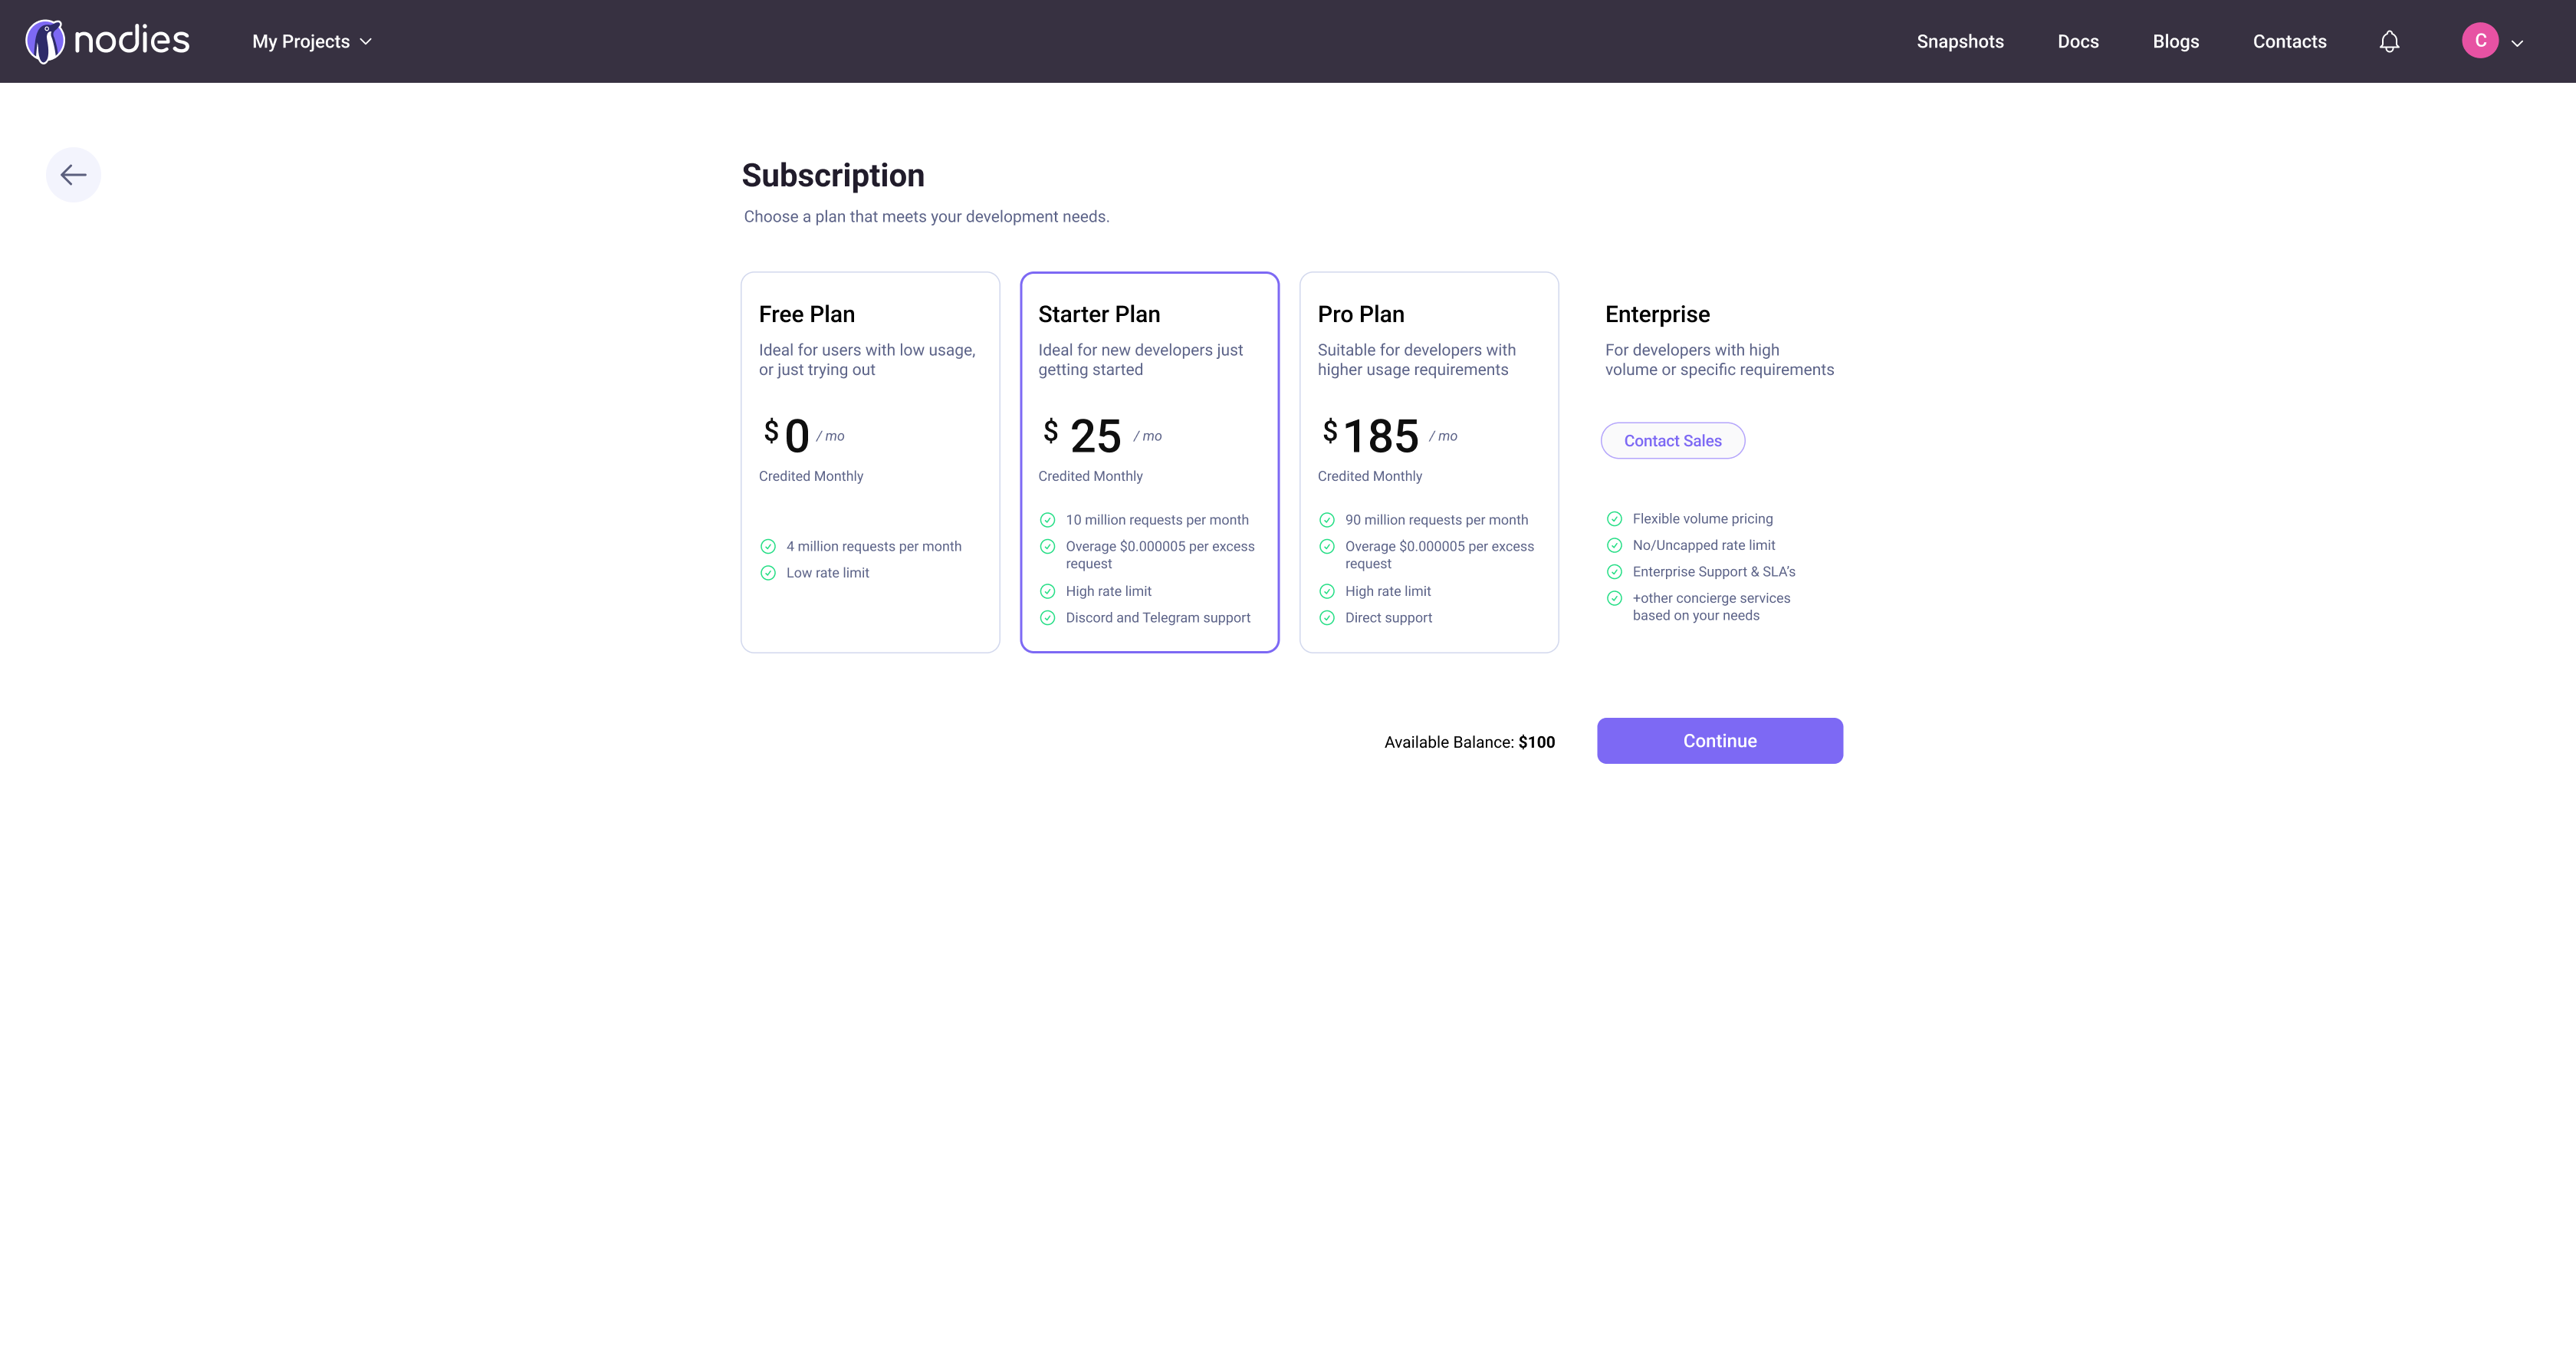 nodies
My Projects
Snapshots
Docs
Blogs
Contacts
C
Subscription
Choose a plan that meets your development needs.
Free Plan
Ideal for users with low usage,
or just trying out
$ 0 / mo
Credited Monthly
4 million requests per month
Low rate limit
Starter Plan
Ideal for new developers just
getting started
$ 25 / mo
Credited Monthly
10 million requests per month
Overage $0.000005 per excess
request
High rate limit
Discord and Telegram support
Pro Plan
Suitable for developers with
higher usage requirements
$ 185 / mo
Credited Monthly
90 million requests per month
Overage $0.000005 per excess
request
High rate limit
Direct support
Enterprise
For developers with high
volume or specific requirements
Contact Sales
Flexible volume pricing
No/Uncapped rate limit
Enterprise Support & SLA's
+other concierge services
based on your needs
Available Balance: $100
Continue